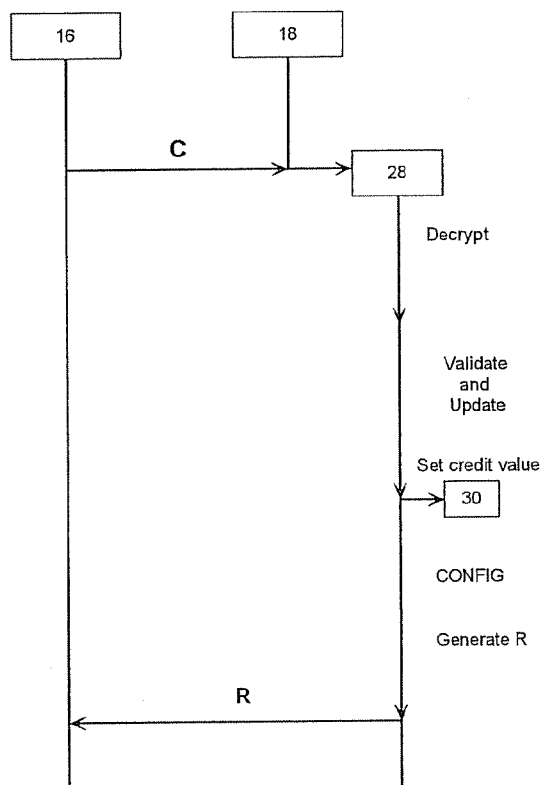 16
18
C
28
Decrypt
Validate
and
Update
Set credit value
30
CONFIG
Generate R
R